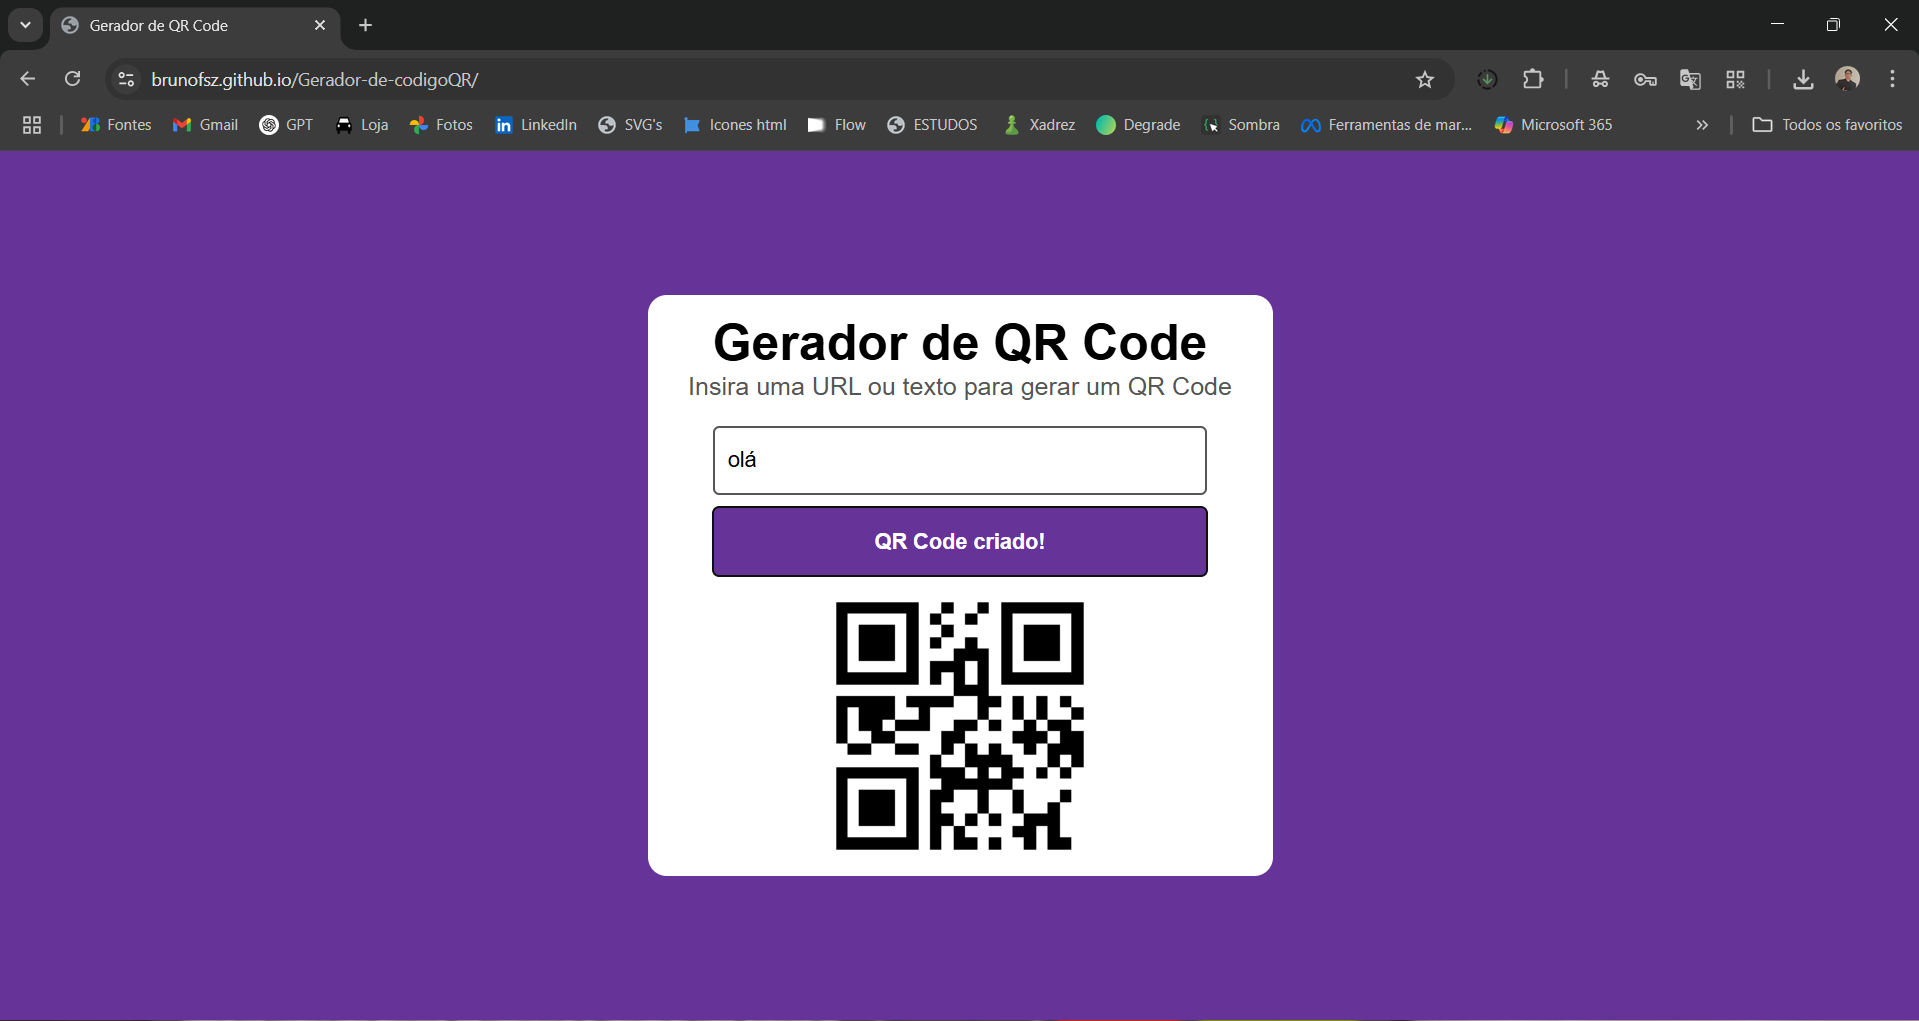 Gerador de QR Code
brunofsz.github.io/Gerador-de-codigoQR/
Fontes Gmail GPT Loja Fotos LinkedIn SVG's Icones html Flow ESTUDOS Xadrez Degrade Sombra Ferramentas de mar... Microsoft 365 » Todos os favoritos
Gerador de QR Code
Insira uma URL ou texto para gerar um QR Code
olá
QR Code criado!